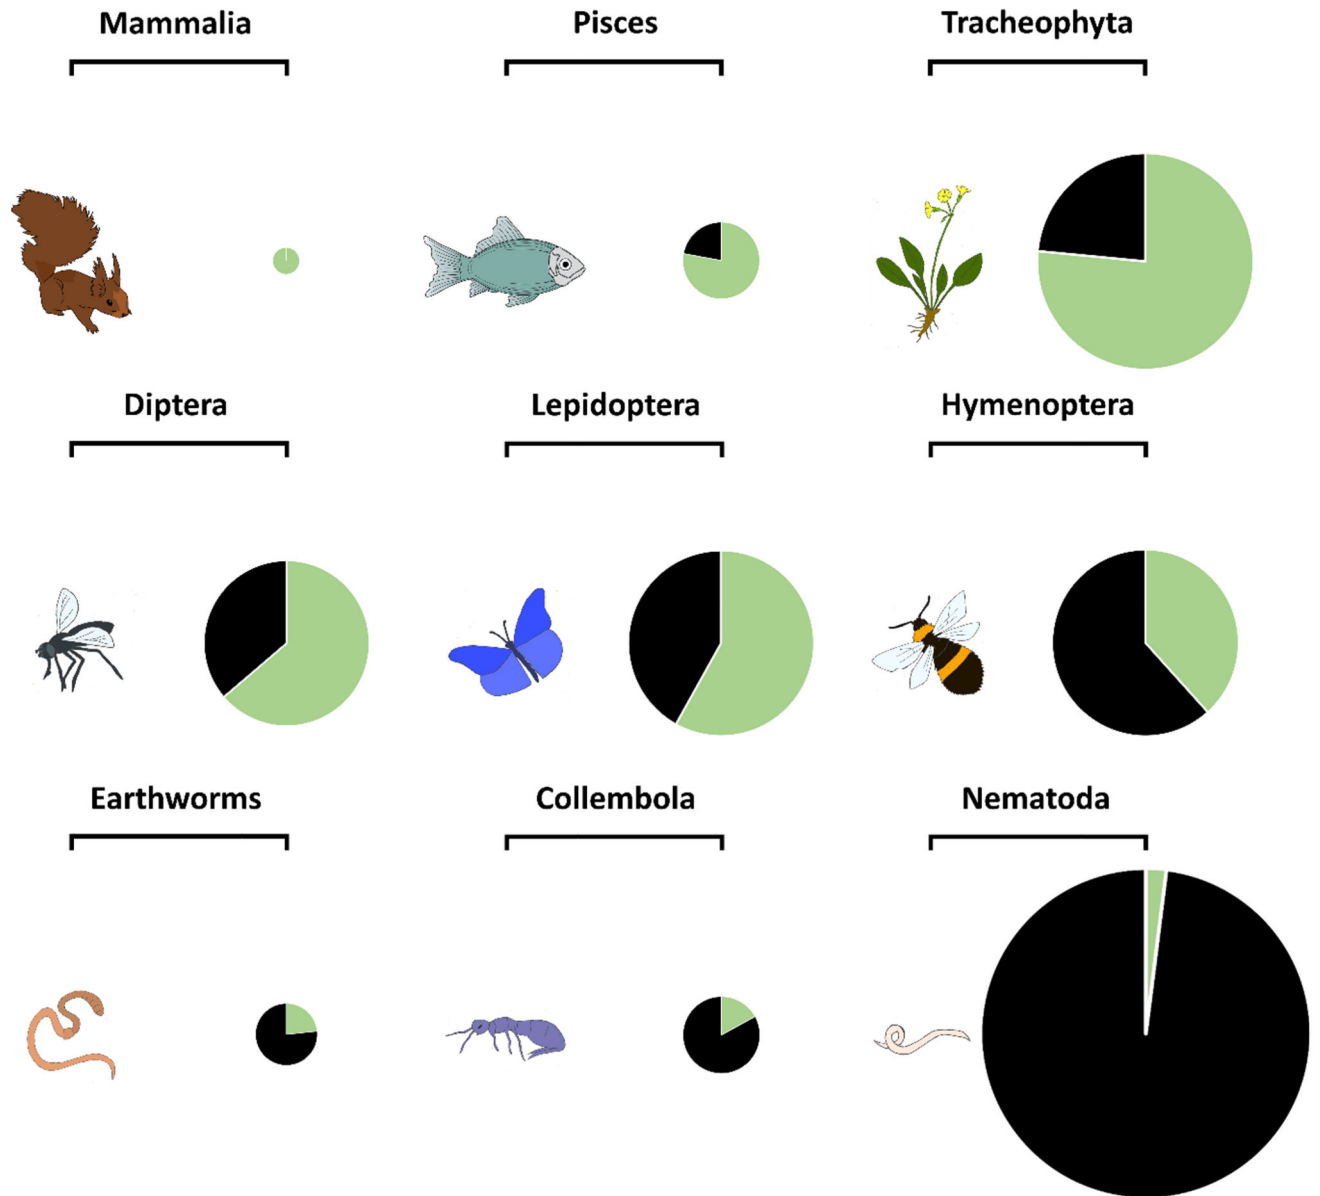 Mammalia
Pisces
Tracheophyta
Diptera
Lepidoptera
Hymenoptera
Earthworms
Collembola
Nematoda